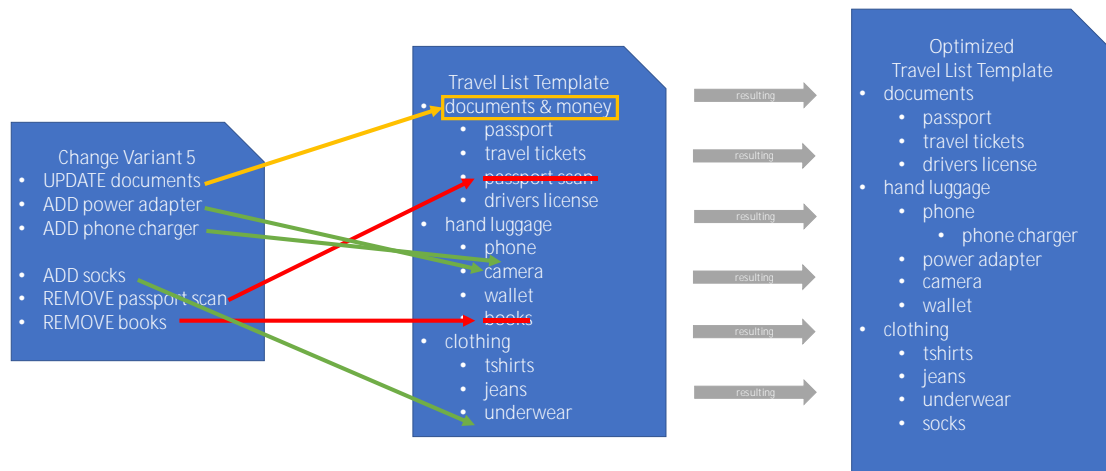 Change Variant 5
• UPDATE documents
• ADD power adapter
• ADD phone charger
• ADD socks
• REMOVE passport scan
• REMOVE books
Travel List Template
• documents & money
• passport
• travel tickets
• passport scan
• drivers license
• hand luggage
• phone
• camera
• wallet
• books
• clothing
• tshirts
• jeans
• underwear
resulting
resulting
resulting
resulting
resulting
resulting
Optimized
Travel List Template
• documents
• passport
• travel tickets
• drivers license
• hand luggage
• phone
• phone charger
• power adapter
• camera
• wallet
• clothing
• tshirts
• jeans
• underwear
• socks